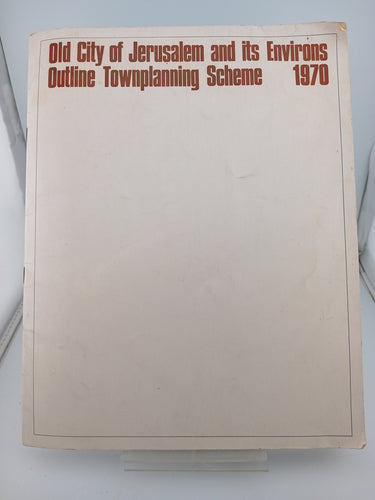 Old City of Jerusalem and its Environs
Outline Townplanning Scheme 1970